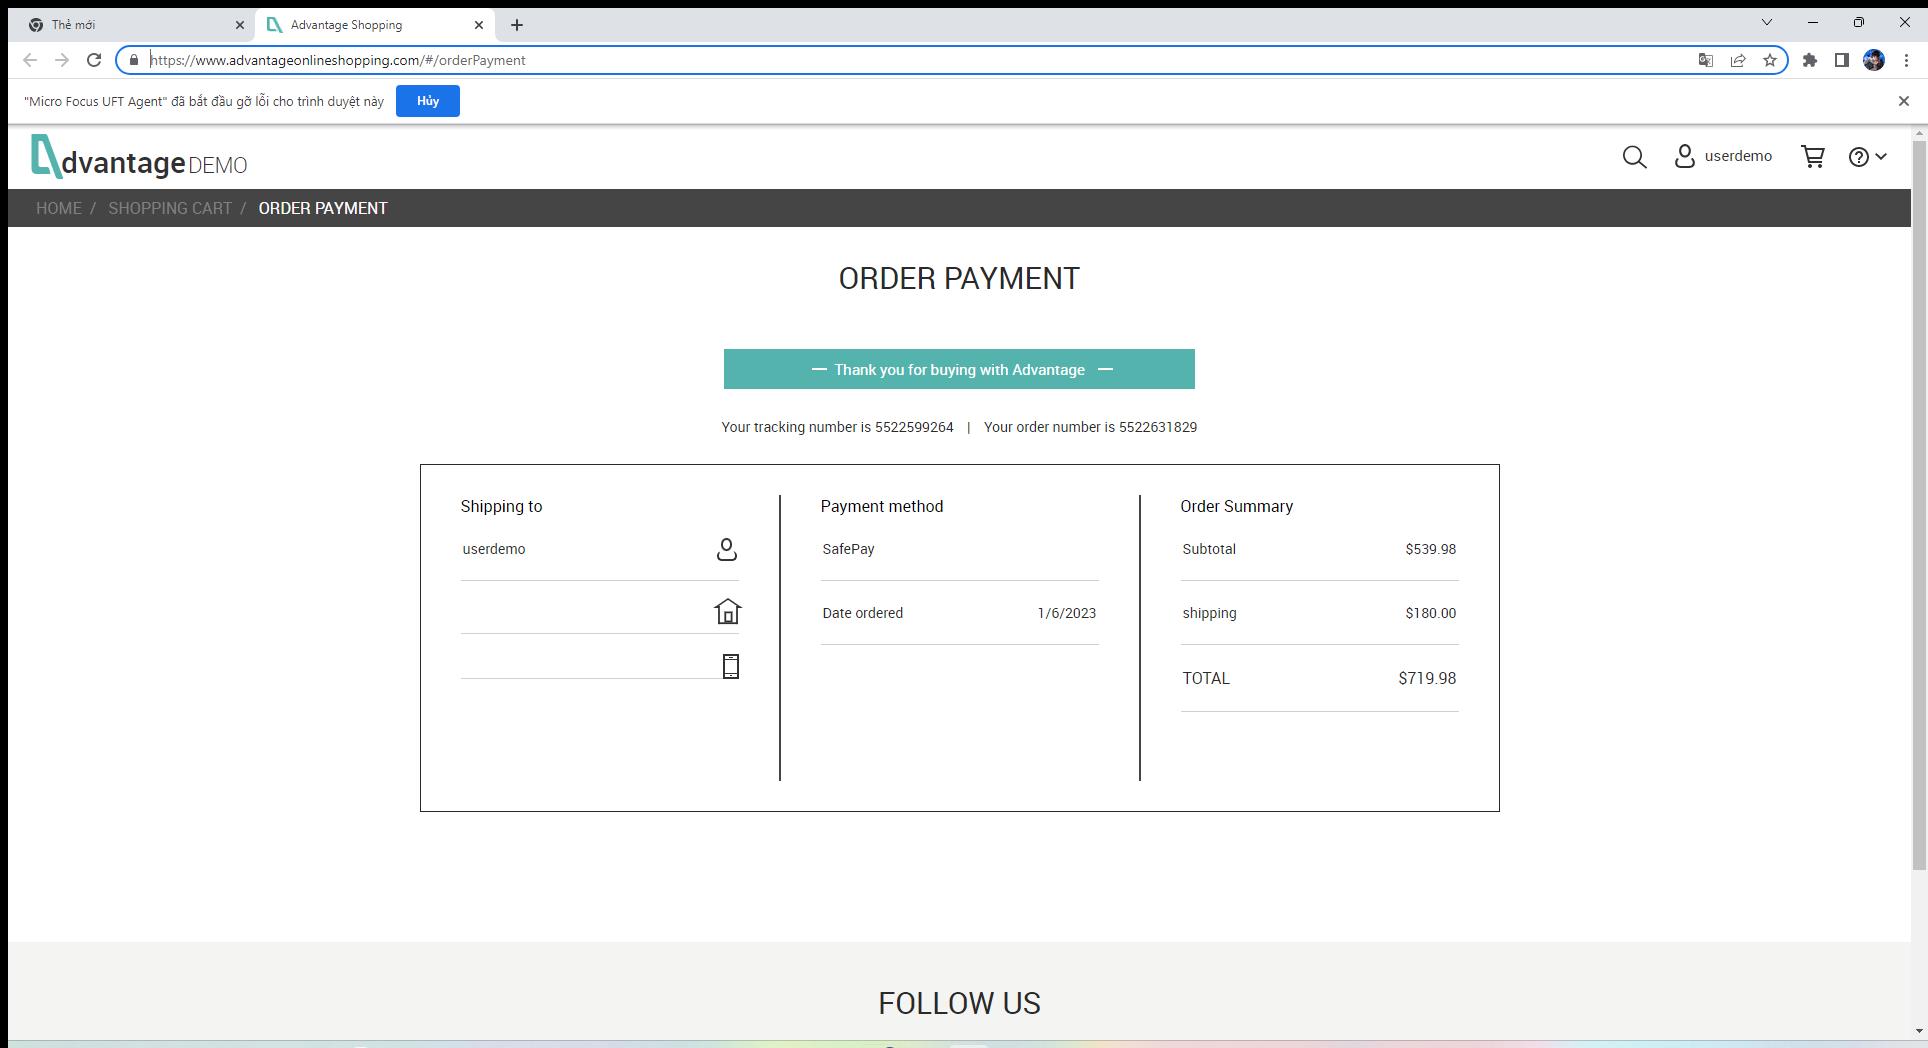 Thẻ mới
Advantage Shopping
https://www.advantageonlineshopping.com/#/orderPayment
"Micro Focus UFT Agent" đã bắt đầu gỡ lỗi cho trình duyệt này
Hủy
dvantage DEMO
userdemo
HOME / SHOPPING CART / ORDER PAYMENT
ORDER PAYMENT
— Thank you for buying with Advantage —
Your tracking number is 5522599264 | Your order number is 5522631829
Shipping to
userdemo
Payment method
SafePay
Date ordered 1/6/2023
Order Summary
Subtotal $539.98
shipping $180.00
TOTAL $719.98
FOLLOW US